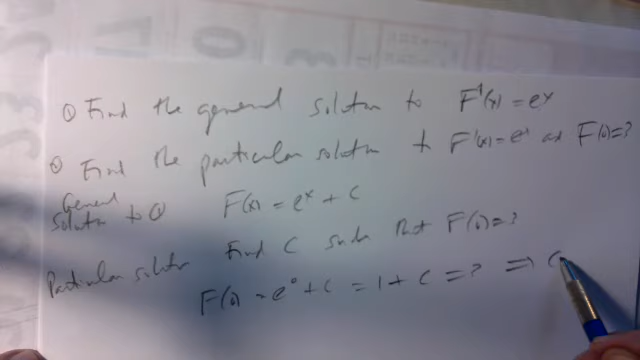 ① Find the general solution to F'(x) = e^x
② Find the particular solution to F'(x) = e^x and F(0) = ?
General solution to ① F(x) = e^x + C
Particular solution Find C such that F(0) = ?
F(0) = e^0 + C = 1 + C = ? ⇒ C